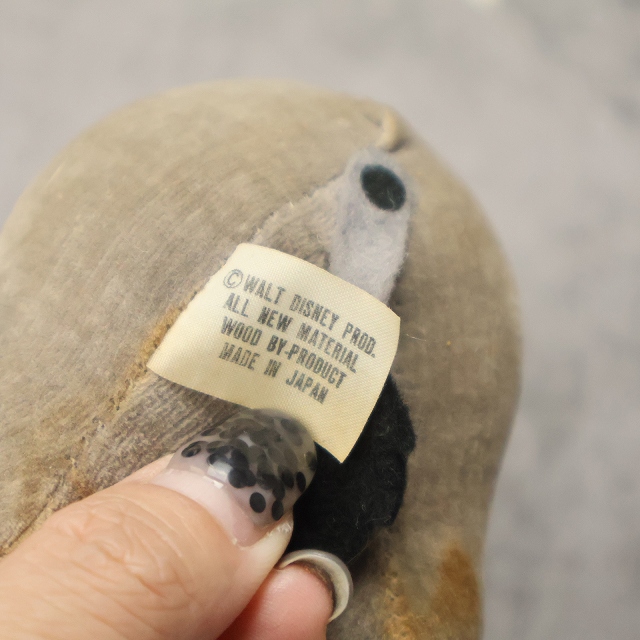 ©WALT DISNEY PROD.
ALL NEW MATERIAL
WOOD BY-PRODUCT
MADE IN JAPAN